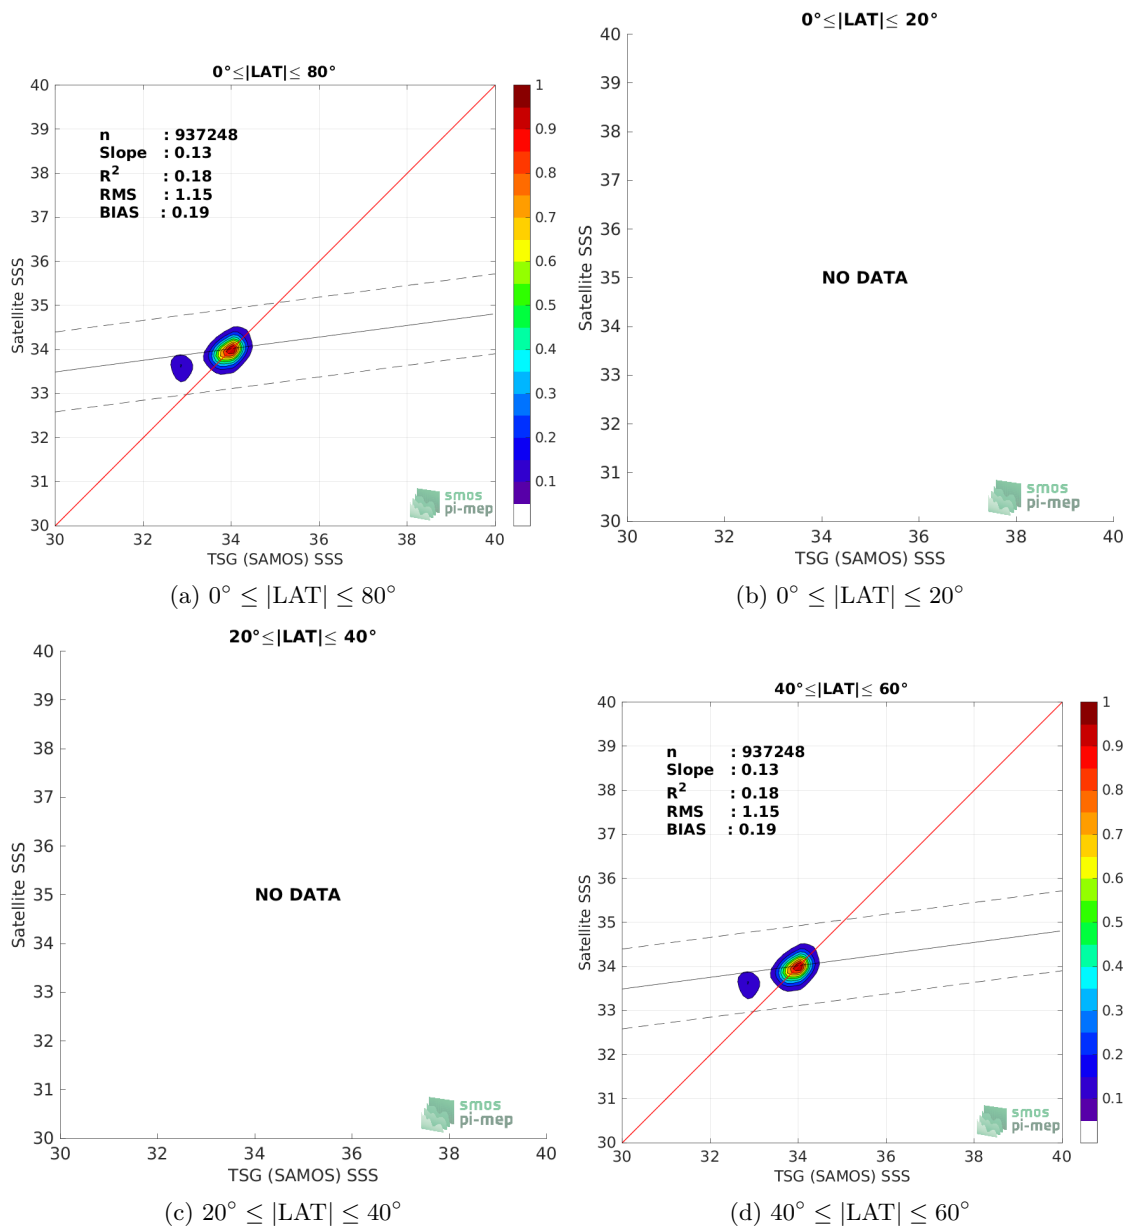 0°≤|LAT|≤ 80°
40
39
38
37
36
35
34
33
32
31
30
Satellite SSS
n : 937248
Slope : 0.13
R2 : 0.18
RMS : 1.15
BIAS : 0.19
smos
pi-mep
30 32 34 36 38 40
TSG (SAMOS) SSS
1
0.9
0.8
0.7
0.6
0.5
0.4
0.3
0.2
0.1
(a) 0° ≤ |LAT| ≤ 80°
0°≤|LAT|≤ 20°
40
39
38
37
36
35
34
33
32
31
30
Satellite SSS
NO DATA
smos
pi-mep
30 32 34 36 38 40
TSG (SAMOS) SSS
(b) 0° ≤ |LAT| ≤ 20°
20°≤|LAT|≤ 40°
40
39
38
37
36
35
34
33
32
31
30
Satellite SSS
NO DATA
smos
pi-mep
30 32 34 36 38 40
TSG (SAMOS) SSS
(c) 20° ≤ |LAT| ≤ 40°
40°≤|LAT|≤ 60°
40
39
38
37
36
35
34
33
32
31
30
Satellite SSS
n : 937248
Slope : 0.13
R2 : 0.18
RMS : 1.15
BIAS : 0.19
smos
pi-mep
30 32 34 36 38 40
TSG (SAMOS) SSS
1
0.9
0.8
0.7
0.6
0.5
0.4
0.3
0.2
0.1
(d) 40° ≤ |LAT| ≤ 60°